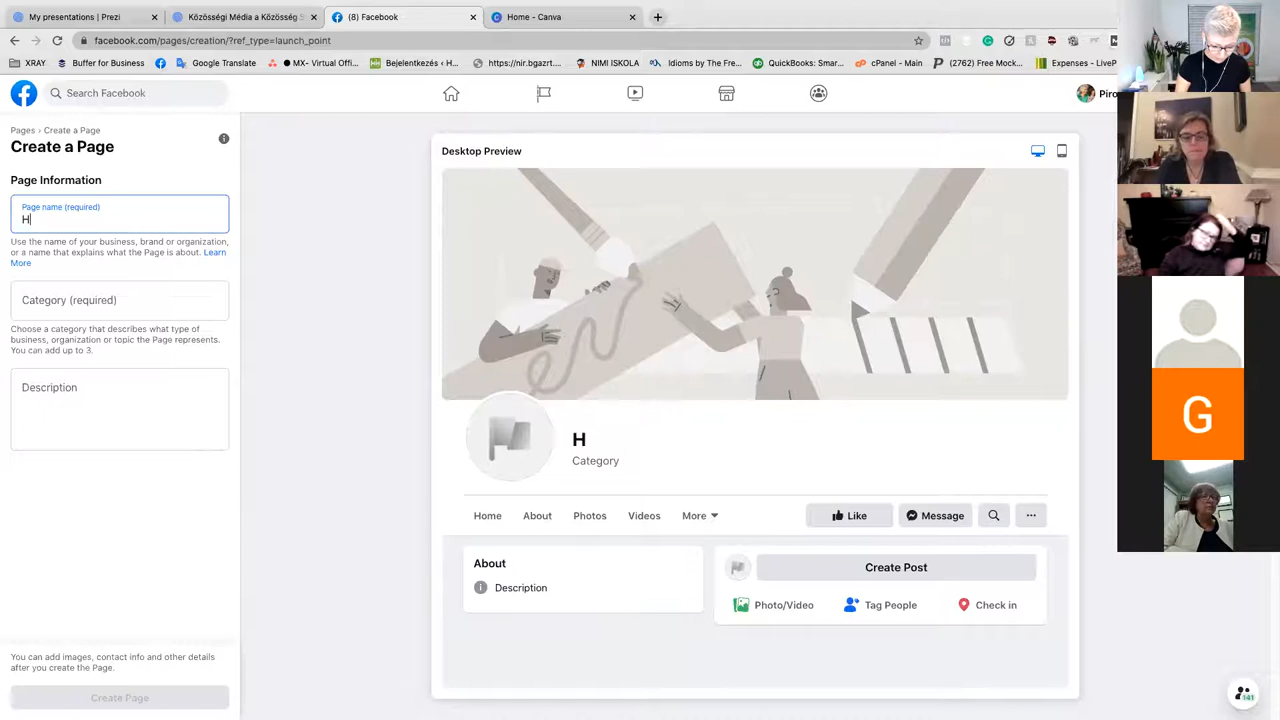 My presentations | Prezi
Közösségi Média a Közösség S
(8) Facebook
Home - Canva
facebook.com/pages/creation/?ref_type=launch_point
XRAY
Buffer for Business
Google Translate
MX- Virtual Offi...
Bejelentkezés ‹ H...
https://nir.bgazrt....
NIMI ISKOLA
Idioms by The Fre...
QuickBooks: Smar...
cPanel - Main
(2762) Free Mock...
Expenses - LiveP
Search Facebook
Piro
Pages › Create a Page
Create a Page
Page Information
Page name (required)
H
Use the name of your business, brand or organization,
or a name that explains what the Page is about. Learn
More
Category (required)
Choose a category that describes what type of
business, organization or topic the Page represents.
You can add up to 3.
Description
You can add images, contact info and other details
after you create the Page.
Create Page
Desktop Preview
H
Category
Home
About
Photos
Videos
More
Like
Message
About
Description
Create Post
Photo/Video
Tag People
Check in
G
141